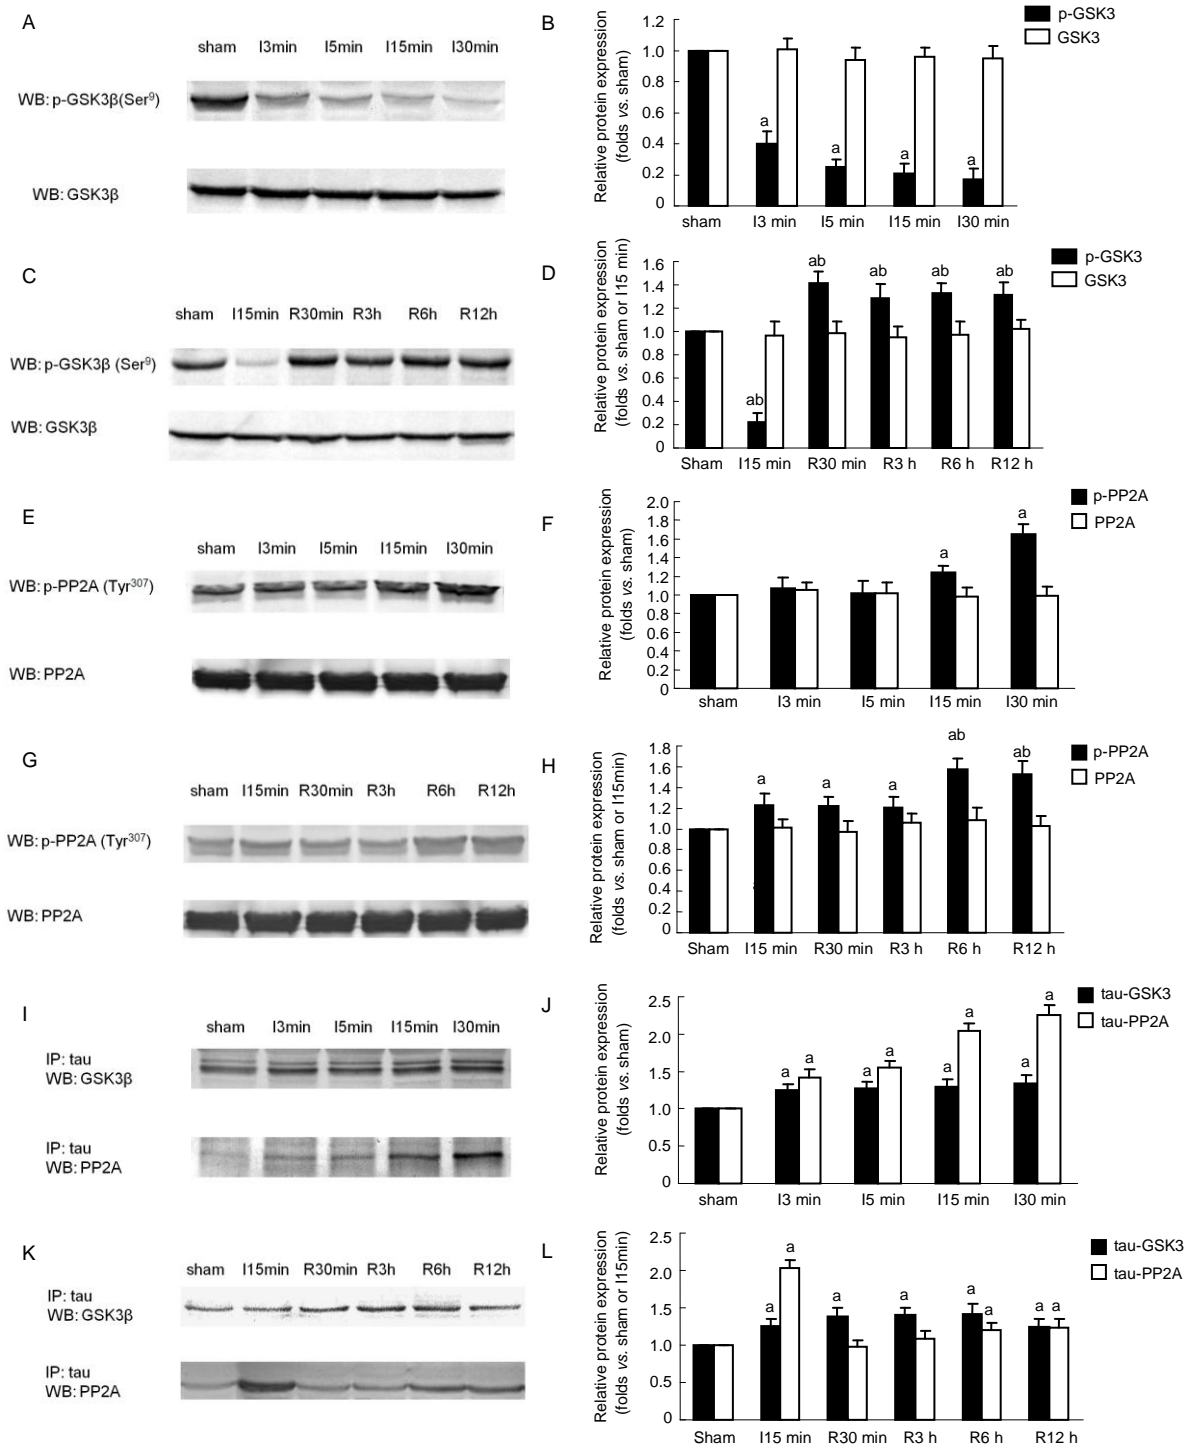 A
sham I3min I5min I15min I30min
WB: p-GSK3β(Ser9)
WB: GSK3β
B
Relative protein expression
(folds vs. sham)
1.2
1.0
0.8
0.6
0.4
0.2
0
a a a a
sham I3 min I5 min I15 min I30 min
p-GSK3
GSK3
C
sham I15min R30min R3h R6h R12h
WB: p-GSK3β (Ser9)
WB: GSK3β
D
Relative protein expression
(folds vs. sham or I15 min)
1.6
1.4
1.2
1.0
0.8
0.6
0.4
0.2
0
ab ab ab ab ab
Sham I15 min R30 min R3 h R6 h R12 h
p-GSK3
GSK3
E
sham I3min I5min I15min I30min
WB: p-PP2A (Tyr307)
WB: PP2A
F
Relative protein expression
(folds vs. sham)
2.0
1.8
1.6
1.4
1.2
1.0
0.8
0.6
0.4
0.2
0
a a
sham I3 min I5 min I15 min I30 min
p-PP2A
PP2A
G
sham I15min R30min R3h R6h R12h
WB: p-PP2A (Tyr307)
WB: PP2A
H
Relative protein expression
(folds vs. sham or I15min)
1.8
1.6
1.4
1.2
1.0
0.8
0.6
0.4
0.2
0
a a a ab ab
Sham I15 min R30 min R3 h R6 h R12 h
p-PP2A
PP2A
I
sham I3min I5min I15min I30min
IP: tau
WB: GSK3β
IP: tau
WB: PP2A
J
Relative protein expression
(folds vs. sham)
2.5
2.0
1.5
1.0
0.5
0
a a a a a a a a
sham I3 min I5 min I15 min I30 min
tau-GSK3
tau-PP2A
K
sham I15min R30min R3h R6h R12h
IP: tau
WB: GSK3β
IP: tau
WB: PP2A
L
Relative protein expression
(folds vs. sham or I15min)
2.5
2.0
1.5
1.0
0.5
0
a a a a a a a a
Sham I15 min R30 min R3 h R6 h R12 h
tau-GSK3
tau-PP2A